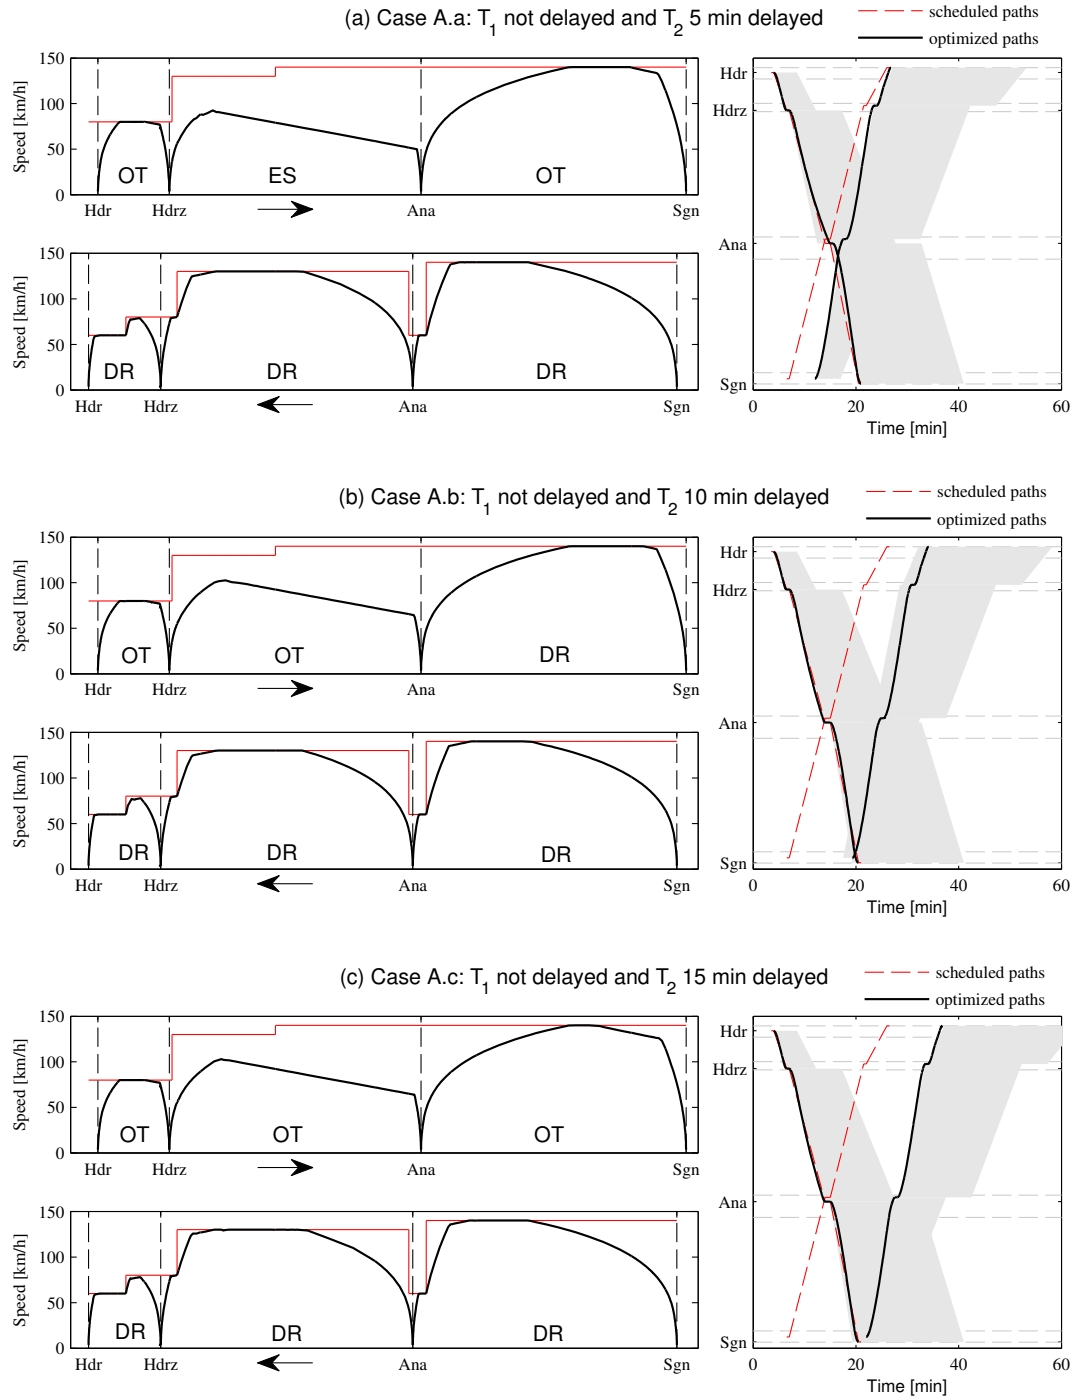 (a) Case A.a: T1 not delayed and T2 5 min delayed
scheduled paths
optimized paths
Speed [km/h]
150
100
50
0
OT
ES
OT
Hdr
Hdrz
Ana
Sgn
Speed [km/h]
150
100
50
0
DR
DR
DR
Hdr
Hdrz
Ana
Sgn
Hdr
Hdrz
Ana
Sgn
0
20
40
60
Time [min]
(b) Case A.b: T1 not delayed and T2 10 min delayed
scheduled paths
optimized paths
Speed [km/h]
150
100
50
0
OT
OT
DR
Hdr
Hdrz
Ana
Sgn
Speed [km/h]
150
100
50
0
DR
DR
DR
Hdr
Hdrz
Ana
Sgn
Hdr
Hdrz
Ana
Sgn
0
20
40
60
Time [min]
(c) Case A.c: T1 not delayed and T2 15 min delayed
scheduled paths
optimized paths
Speed [km/h]
150
100
50
0
OT
OT
OT
Hdr
Hdrz
Ana
Sgn
Speed [km/h]
150
100
50
0
DR
DR
DR
Hdr
Hdrz
Ana
Sgn
Hdr
Hdrz
Ana
Sgn
0
20
40
60
Time [min]